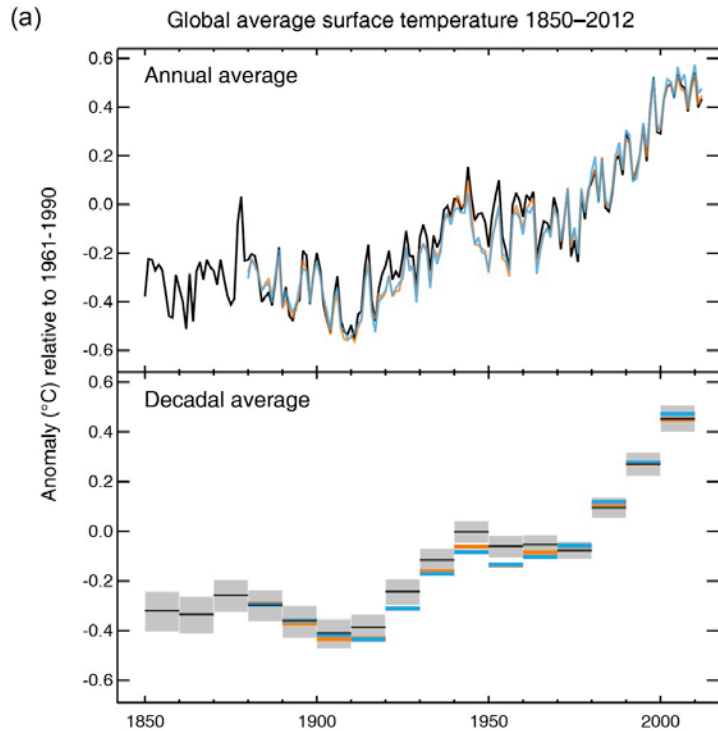 (a)
Global average surface temperature 1850–2012
Annual average
0.6
0.4
0.2
0.0
-0.2
-0.4
-0.6
Anomaly (°C) relative to 1961-1990
Decadal average
0.6
0.4
0.2
0.0
-0.2
-0.4
-0.6
1850 1900 1950 2000